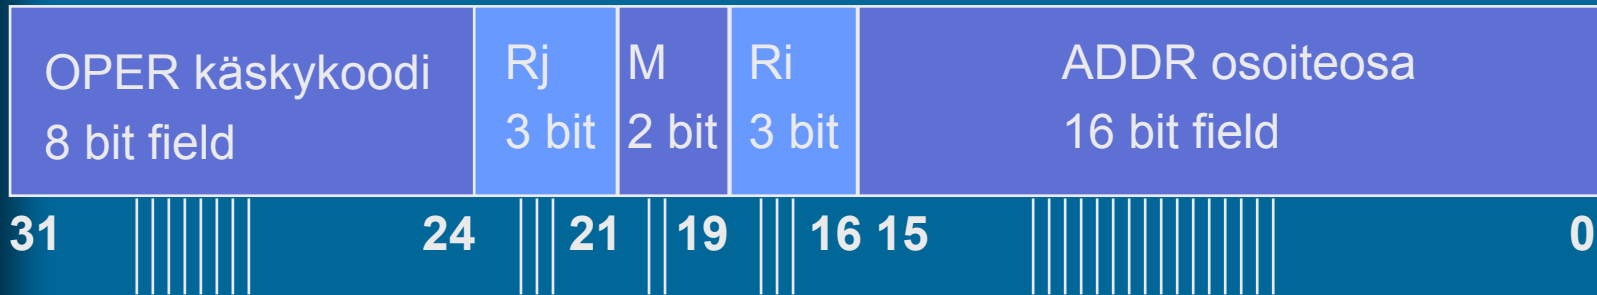 OPER käskykoodi
8 bit field
Rj
3 bit
M
2 bit
Ri
3 bit
ADDR osoiteosa
16 bit field
31 24 21 19 16 15 0